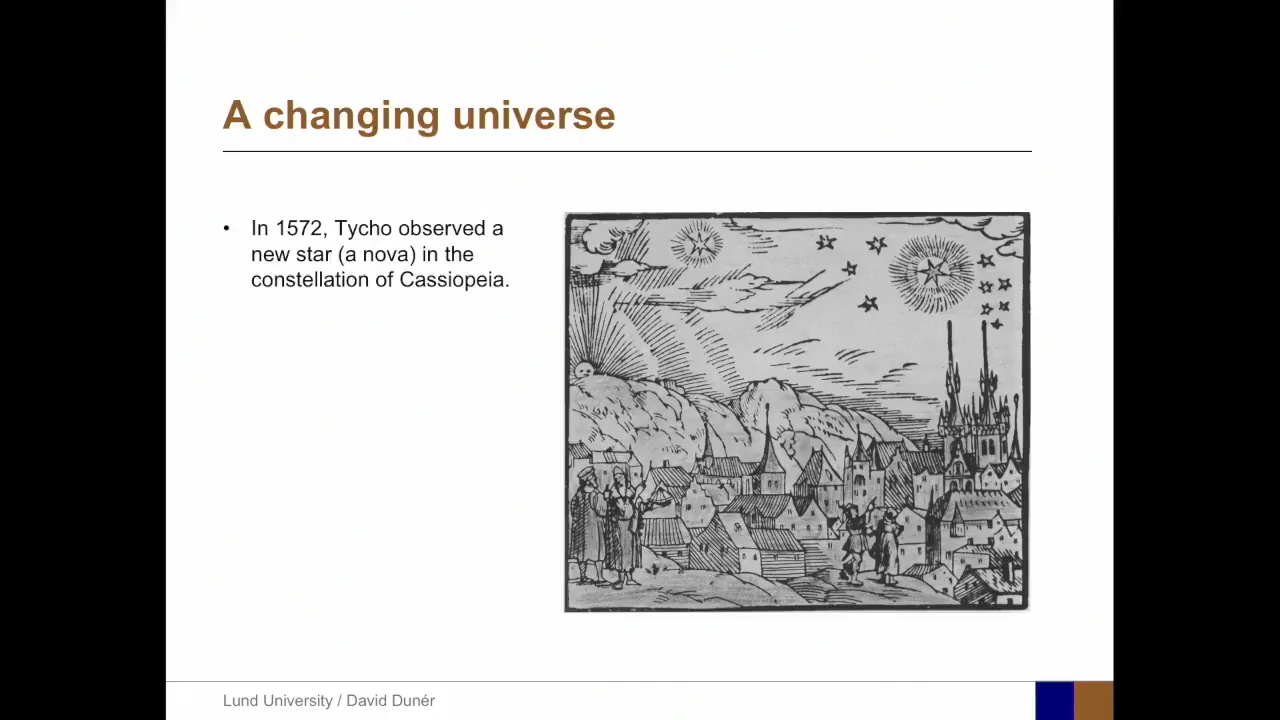 A changing universe
• In 1572, Tycho observed a
new star (a nova) in the
constellation of Cassiopeia.
Lund University / David Dunér